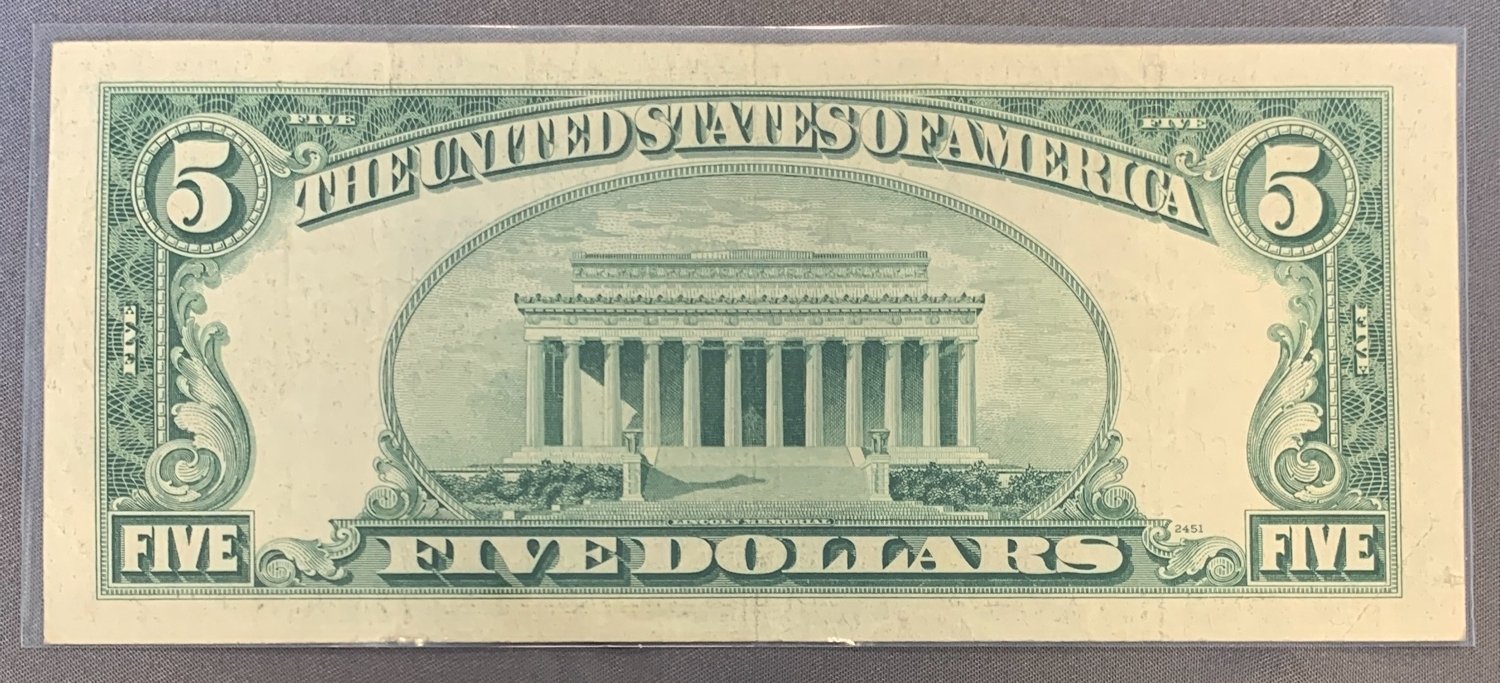 FIVE FIVE
5 THE UNITED STATES OF AMERICA 5
FIVE FIVE
LINCOLN MEMORIAL
2451
FIVE FIVE DOLLARS FIVE